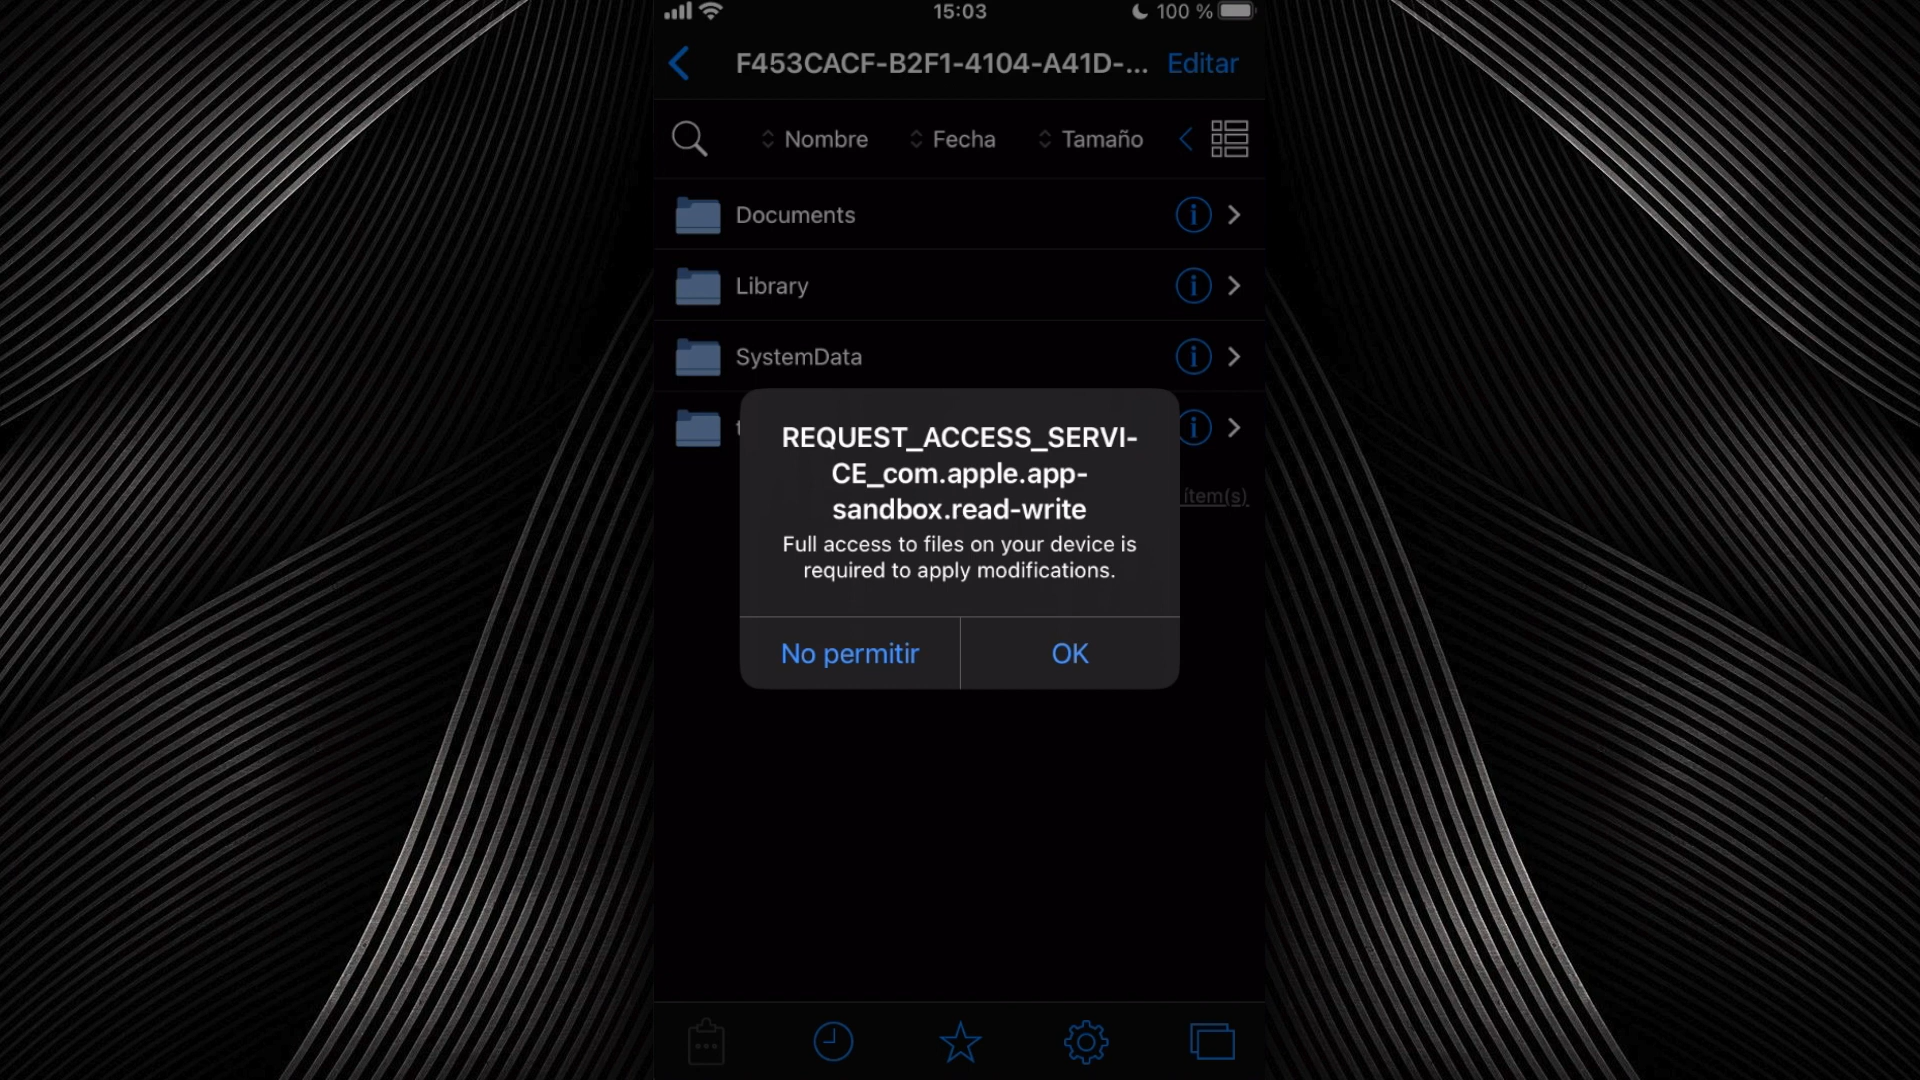 15:03
100 %
F453CACF-B2F1-4104-A41D-...
Editar
Nombre
Fecha
Tamaño
Documents
Library
SystemData
REQUEST_ACCESS_SERVI-
CE_com.apple.app-
sandbox.read-write
Full access to files on your device is
required to apply modifications.
ítem(s)
No permitir
OK